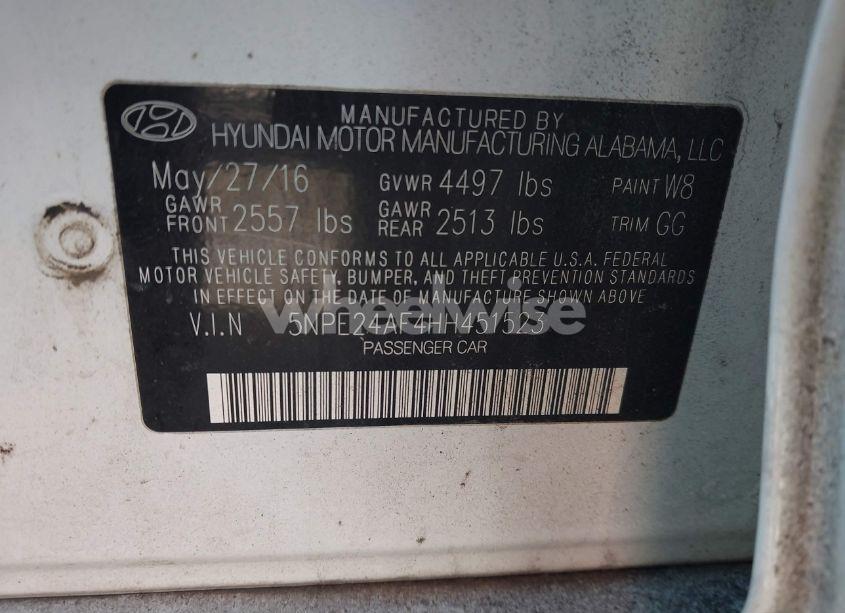 MANUFACTURED BY
HYUNDAI MOTOR MANUFACTURING ALABAMA, LLC
May/27/16 GVWR 4497 lbs PAINT W8
GAWR FRONT 2557 lbs GAWR REAR 2513 lbs TRIM GG
THIS VEHICLE CONFORMS TO ALL APPLICABLE U.S.A. FEDERAL
MOTOR VEHICLE SAFETY, BUMPER, AND THEFT PREVENTION STANDARDS
IN EFFECT ON THE DATE OF MANUFACTURE SHOWN ABOVE
wheelwise
V.I.N 5NPE24AF4HH451523
PASSENGER CAR